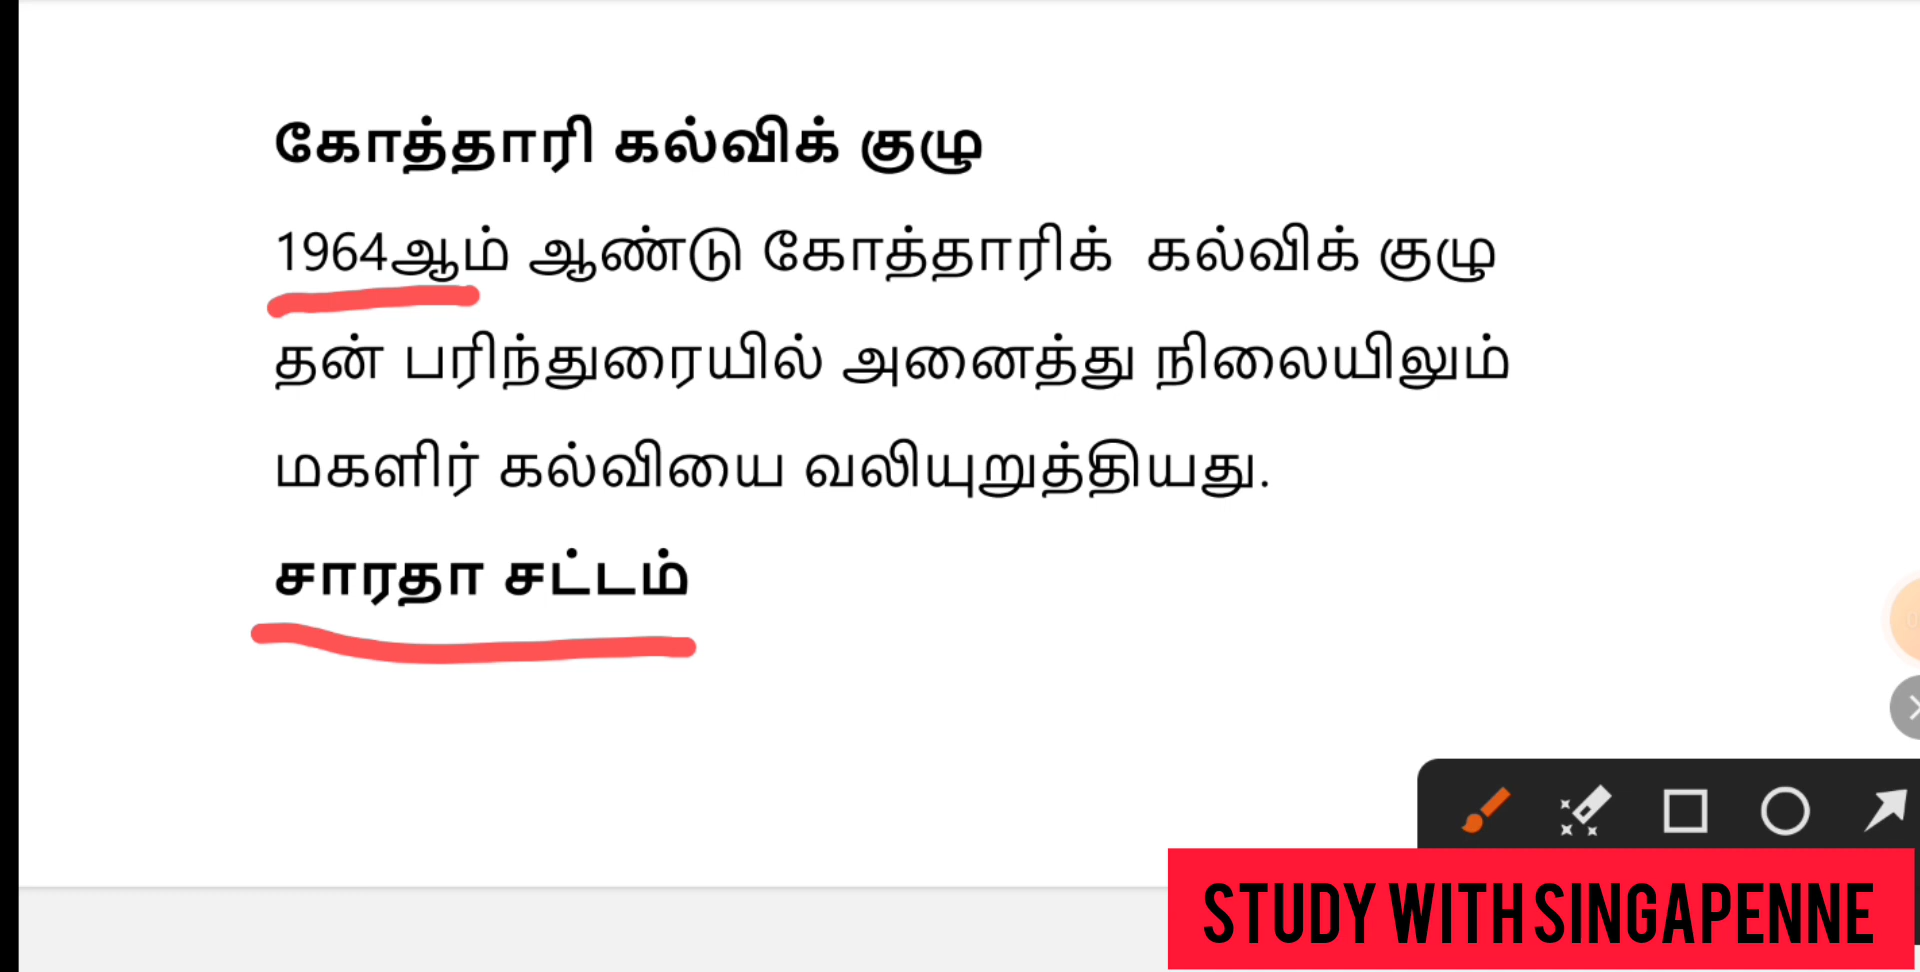 கோத்தாரி கல்விக் குழு
1964ஆம் ஆண்டு கோத்தாரிக் கல்விக் குழு
தன் பரிந்துரையில் அனைத்து நிலையிலும்
மகளிர் கல்வியை வலியுறுத்தியது.
சாரதா சட்டம்
STUDY WITH SINGAPENNE